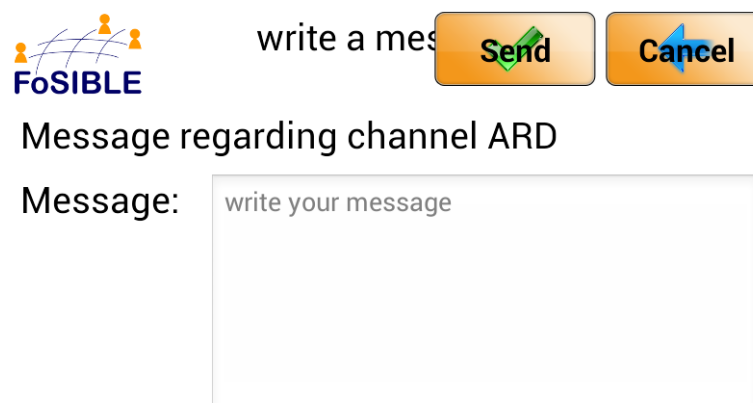 FoSIBLE
write a mes
Send
Cancel
Message regarding channel ARD
Message:
write your message